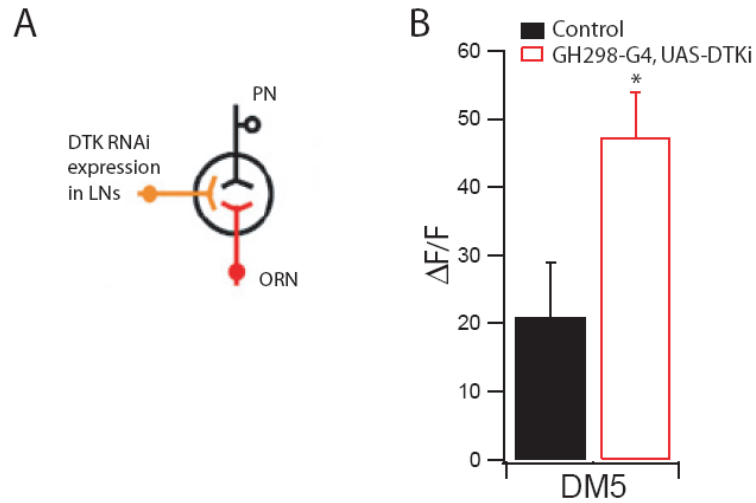 A
PN
DTK RNAi
expression
in LNs
ORN
B
Control
GH298-G4, UAS-DTKi
*
60
50
40
30
20
10
0
ΔF/F
DM5